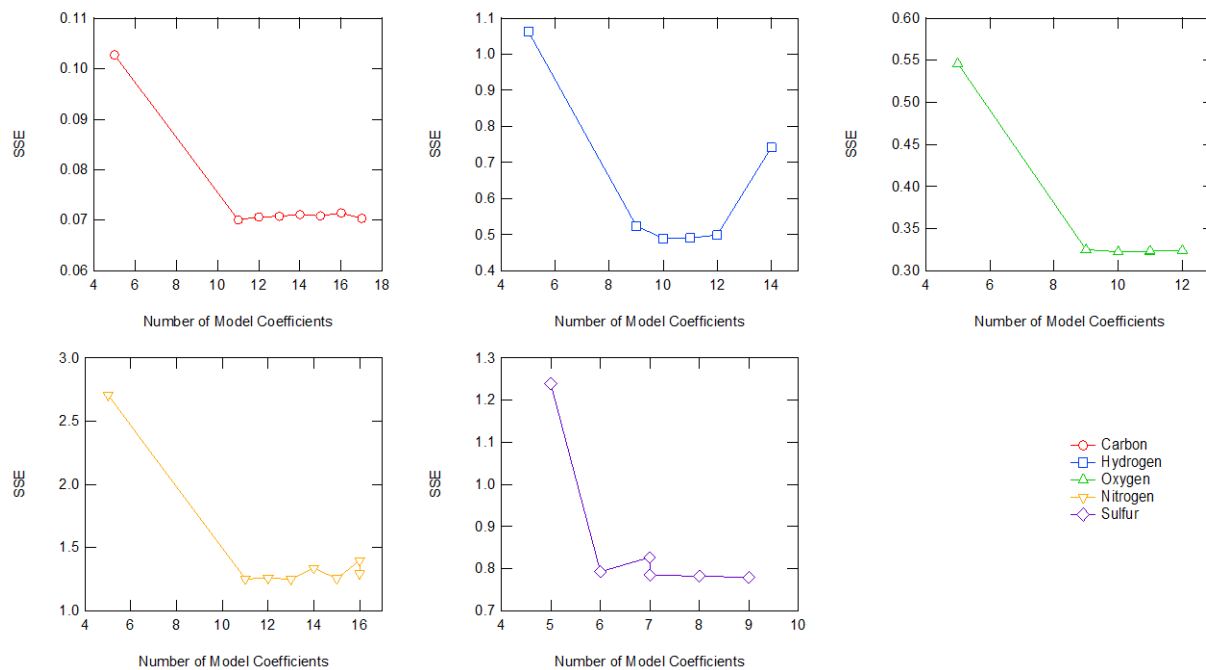 0.11
0.10
0.09
0.08
0.07
0.06
SSE
4 6 8 10 12 14 16 18
Number of Model Coefficients
1.1
1.0
0.9
0.8
0.7
0.6
0.5
0.4
SSE
4 6 8 10 12 14
Number of Model Coefficients
0.60
0.55
0.50
0.45
0.40
0.35
0.30
SSE
4 6 8 10 12
Number of Model Coefficients
3.0
2.5
2.0
1.5
1.0
SSE
4 6 8 10 12 14 16
Number of Model Coefficients
1.3
1.2
1.1
1.0
0.9
0.8
0.7
SSE
4 5 6 7 8 9 10
Number of Model Coefficients
Carbon
Hydrogen
Oxygen
Nitrogen
Sulfur